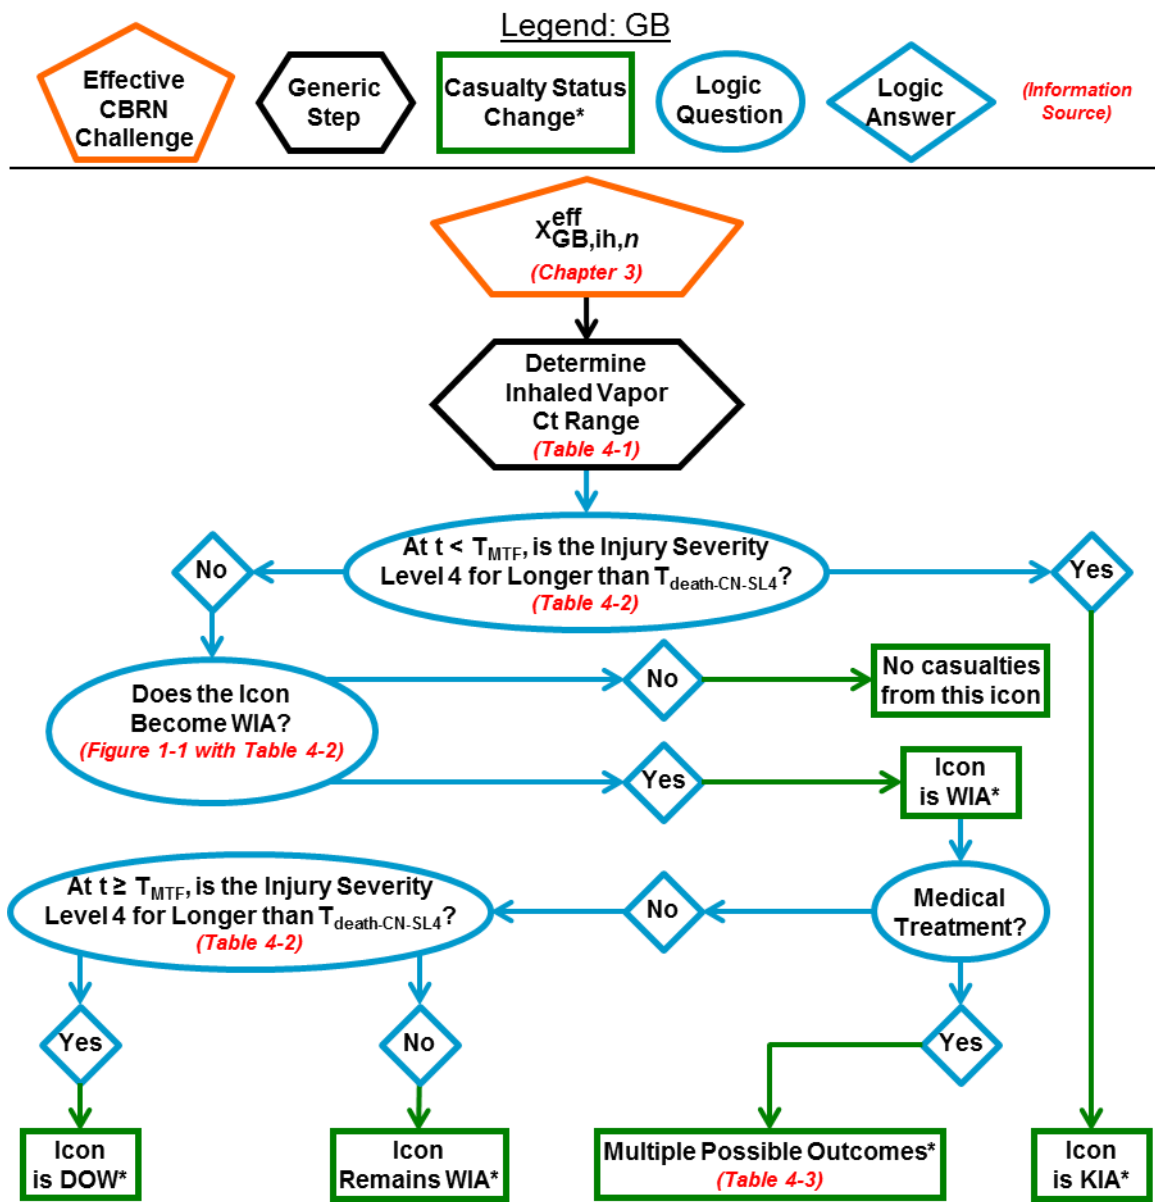 Legend: GB
Effective
CBRN
Challenge
Generic
Step
Casualty Status
Change*
Logic
Question
Logic
Answer
(Information
Source)
X^eff_GB,ih,n
(Chapter 3)
Determine
Inhaled Vapor
Ct Range
(Table 4-1)
At t < T_MTF, is the Injury Severity
Level 4 for Longer than T_death-CN-SL4?
(Table 4-2)
No
Yes
Does the Icon
Become WIA?
(Figure 1-1 with Table 4-2)
No
No casualties
from this icon
Yes
Icon
is WIA*
At t ≥ T_MTF, is the Injury Severity
Level 4 for Longer than T_death-CN-SL4?
(Table 4-2)
No
Medical
Treatment?
Yes
No
Yes
Icon
is DOW*
Icon
Remains WIA*
Multiple Possible Outcomes*
(Table 4-3)
Icon
is KIA*